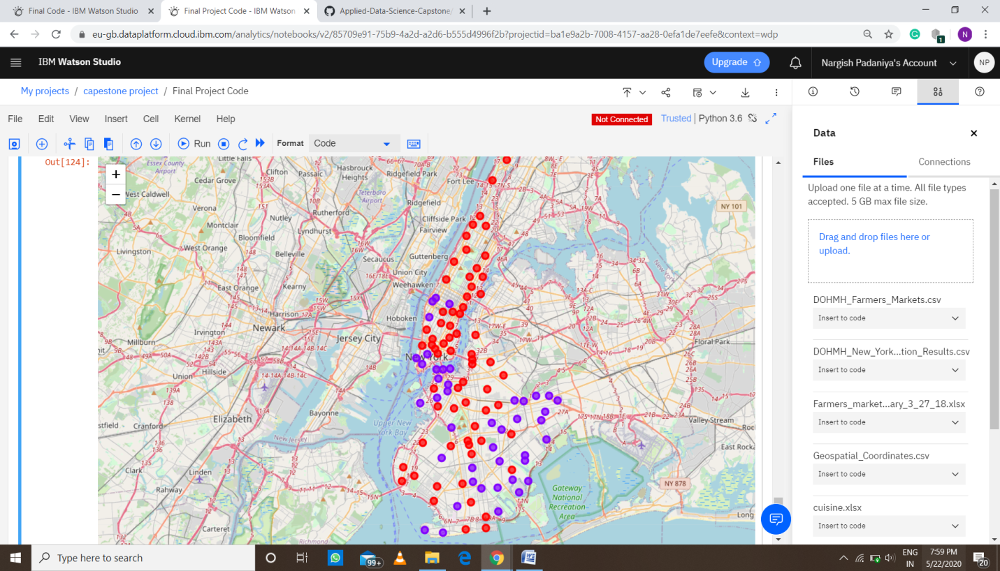 Final Code - IBM Watson Studio
Final Project Code - IBM Watson
Applied-Data-Science-Capstone/
eu-gb.dataplatform.cloud.ibm.com/analytics/notebooks/v2/85709e91-75b9-4a2d-a2d6-b555d4996f2b?projectid=ba1e9a2b-7008-4157-aa28-0efa1de7eefe&context=wdp
1
N
IBM Watson Studio
Upgrade
Nargish Padaniya's Account
NP
My projects / capestone project / Final Project Code
File Edit View Insert Cell Kernel Help
Not Connected
Trusted
Python 3.6
Run
Format
Code
Out[124]:
+
−
Essex County Airport
Little Falls
Cedar Grove
Clifton
Passaic
Hasbrouck Heights
Ridgefield Park
Fort Lee
West Caldwell
Teterboro Airport
Verona
Nutley
Rutherford
Ridgefield
Cliffside Park
Fairview
NY 101
Montclair
Bloomfield
Lyndhurst
Livingston
West Orange
Belleville
Secaucus
Guttenberg
Union City
Weehawken
East Orange
Kearny
Harrison
Hoboken
Newark
Irvington
Jersey City
Millburn
Floral Park
New York
Union
Hillside
Elizabeth
Bayonne
Cranford
Upper New York Bay
Valley Stream
New Jersey
East Rocka
Clark
Linden
Rahway
NY 878
Gateway National Recreation Area
Carteret
Richmond
Long
Data
Files
Connections
Upload one file at a time. All file types
accepted. 5 GB max file size.
Drag and drop files here or
upload.
DOHMH_Farmers_Markets.csv
Insert to code
DOHMH_New_York...tion_Results.csv
Insert to code
Farmers_market...ary_3_27_18.xlsx
Insert to code
Geospatial_Coordinates.csv
Insert to code
cuisine.xlsx
Insert to code
Type here to search
99+
ENG
IN
7:59 PM
5/22/2020
20